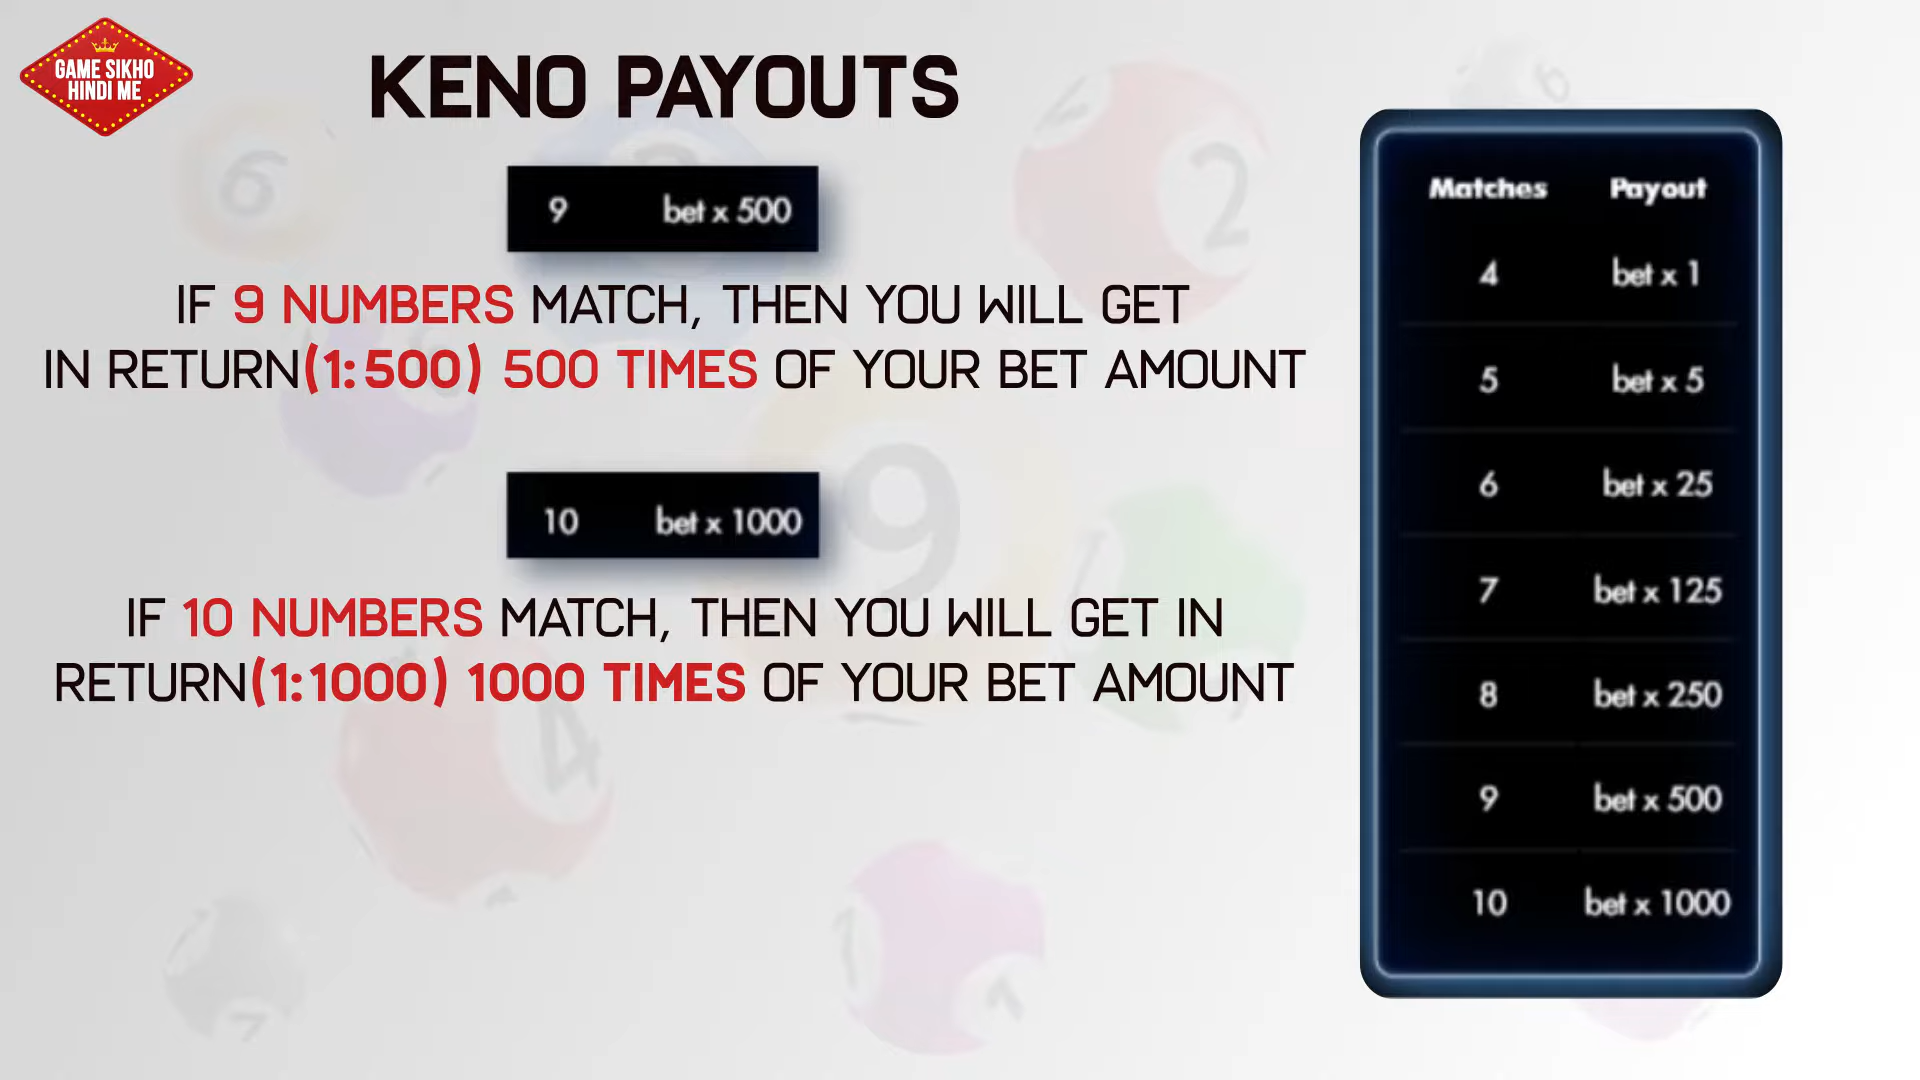 GAME SIKHO
HINDI ME
KENO PAYOUTS
9 bet x 500
IF 9 NUMBERS MATCH, THEN YOU WILL GET
IN RETURN(1:500) 500 TIMES OF YOUR BET AMOUNT
10 bet x 1000
IF 10 NUMBERS MATCH, THEN YOU WILL GET IN
RETURN(1:1000) 1000 TIMES OF YOUR BET AMOUNT
Matches Payout
4 bet x 1
5 bet x 5
6 bet x 25
7 bet x 125
8 bet x 250
9 bet x 500
10 bet x 1000